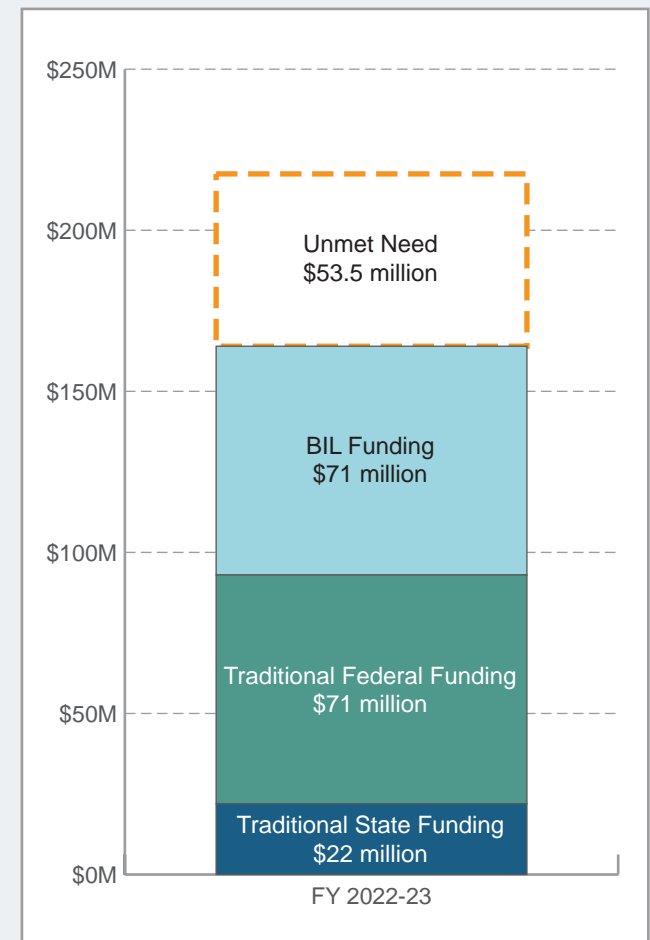 $250M
$200M
Unmet Need
$53.5 million
$150M
BIL Funding
$71 million
$100M
Traditional Federal Funding
$71 million
$50M
Traditional State Funding
$22 million
$0M
FY 2022-23